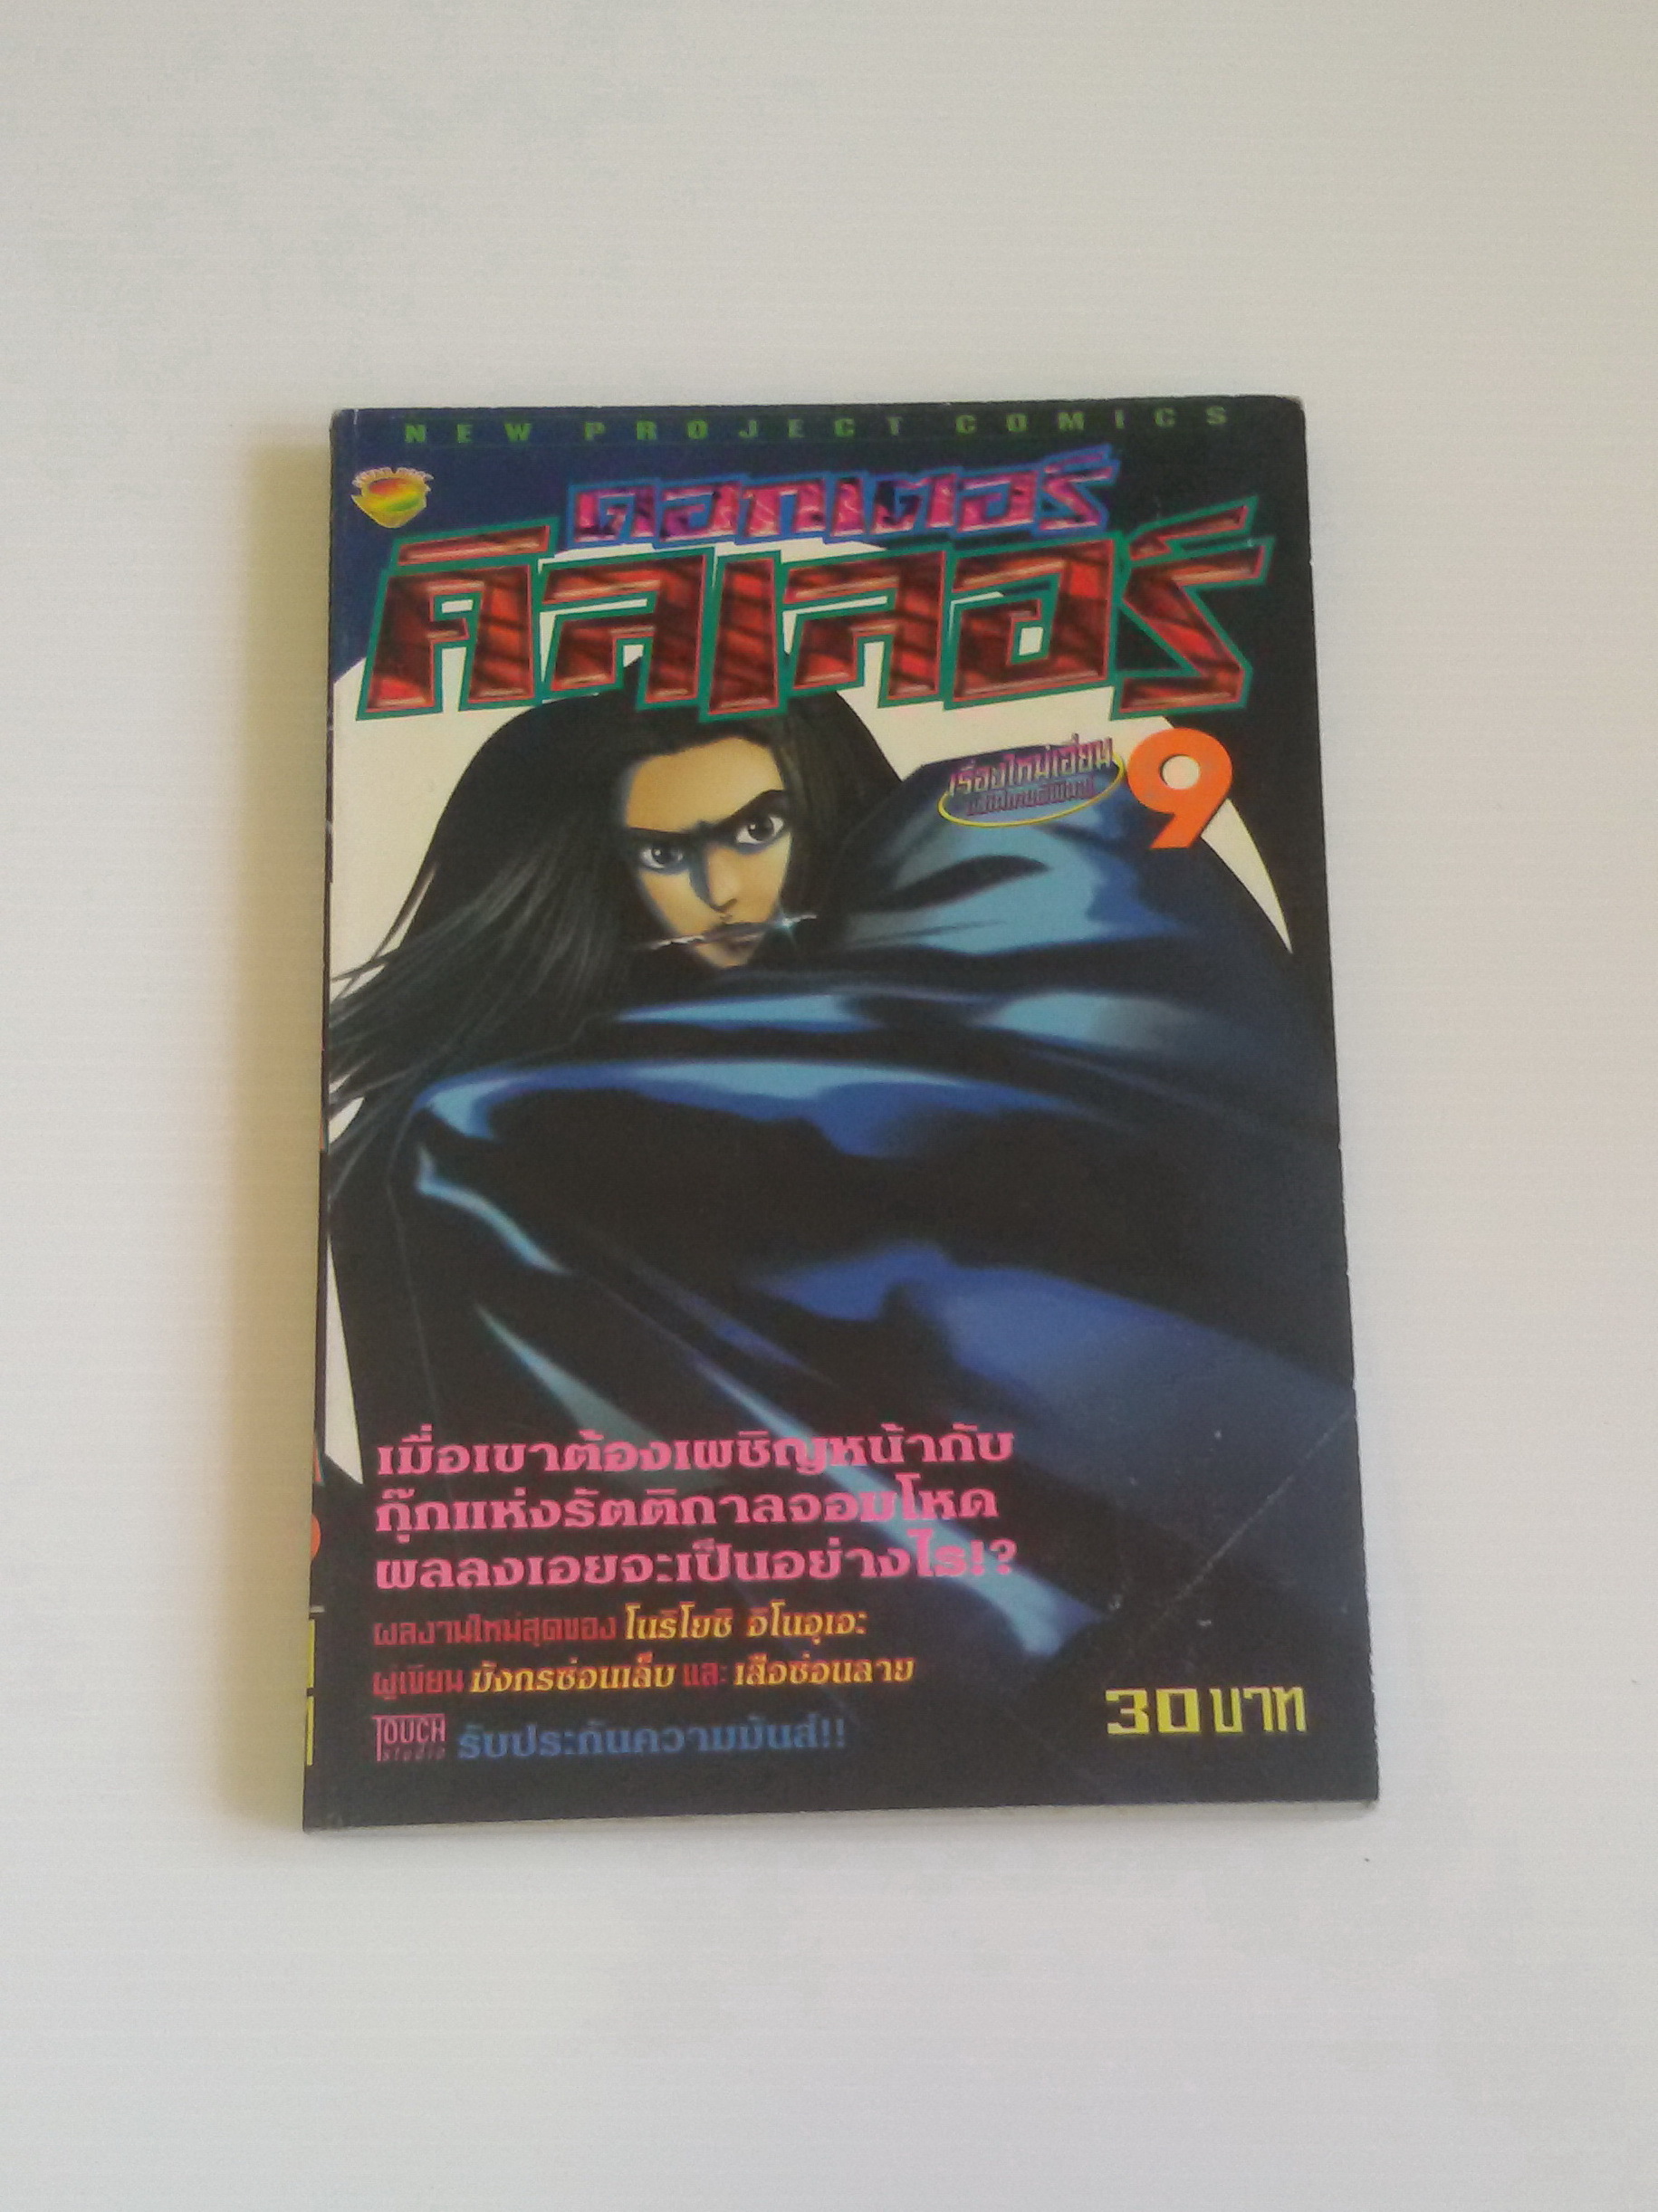 NEW PROJECT COMICS
ดอกเตอร์
คิลเลอร์
เรื่องใหม่เอี่ยม
9
เมื่อเขาต้องเผชิญหน้ากับ
กุ๊กแห่งรัตติกาลจอมโหด
ผลลงเอยจะเป็นอย่างไร!?
ผลงานใหม่สุดของ โนริโยชิ อิโนอุเอะ
ผู้เขียน มังกรซ่อนเล็บ และ เสือซ่อนลาย
TOUCH studio รับประกันความมันส์!!
30 บาท